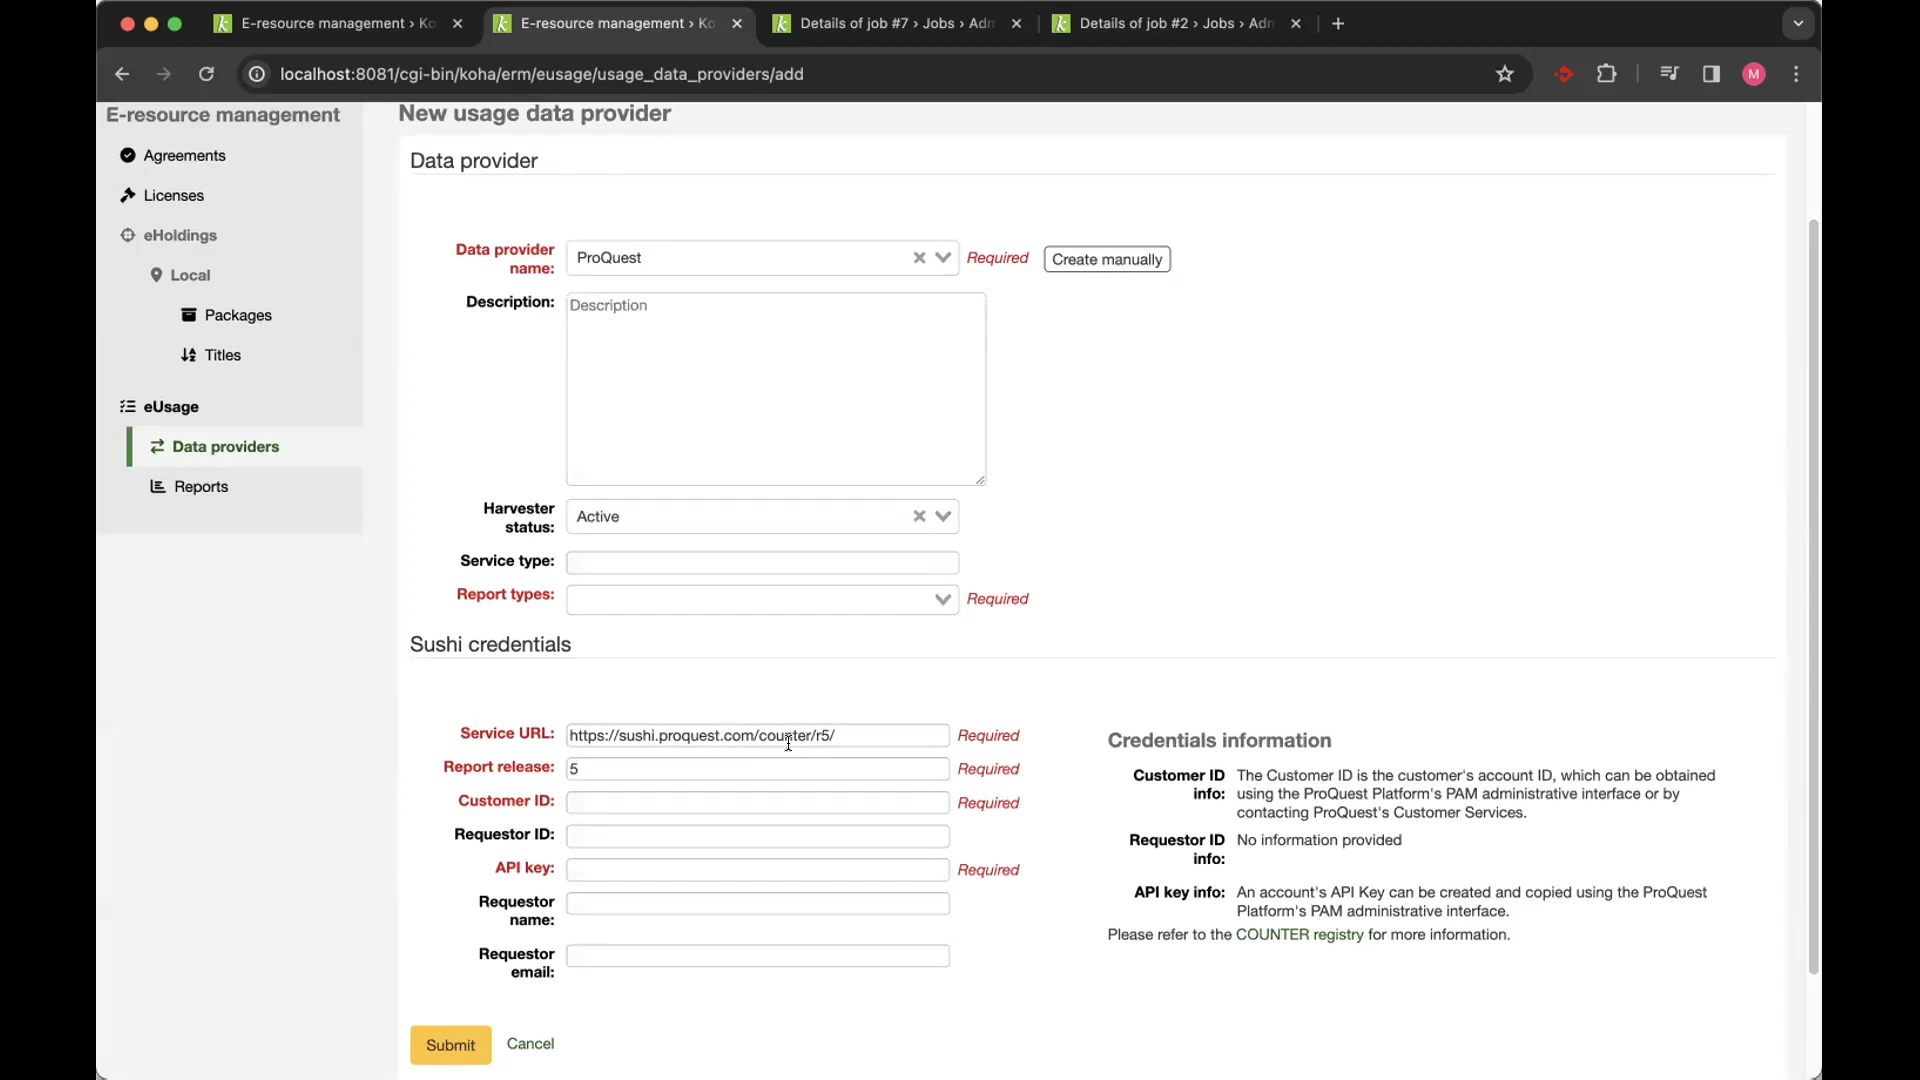 E-resource management › Ko
E-resource management › Ko
Details of job #7 › Jobs › Adm
Details of job #2 › Jobs › Adm
localhost:8081/cgi-bin/koha/erm/eusage/usage_data_providers/add
M
E-resource management
Agreements
Licenses
eHoldings
Local
Packages
Titles
eUsage
Data providers
Reports
New usage data provider
Data provider
Data provider
name:
ProQuest
Required
Create manually
Description:
Description
Harvester
status:
Active
Service type:
Report types:
Required
Sushi credentials
Service URL:
https://sushi.proquest.com/counter/r5/
Required
Report release:
5
Required
Customer ID:
Required
Requestor ID:
API key:
Required
Requestor
name:
Requestor
email:
Credentials information
Customer ID
info:
The Customer ID is the customer's account ID, which can be obtained
using the ProQuest Platform's PAM administrative interface or by
contacting ProQuest's Customer Services.
Requestor ID
info:
No information provided
API key info:
An account's API Key can be created and copied using the ProQuest
Platform's PAM administrative interface.
Please refer to the COUNTER registry for more information.
Submit
Cancel